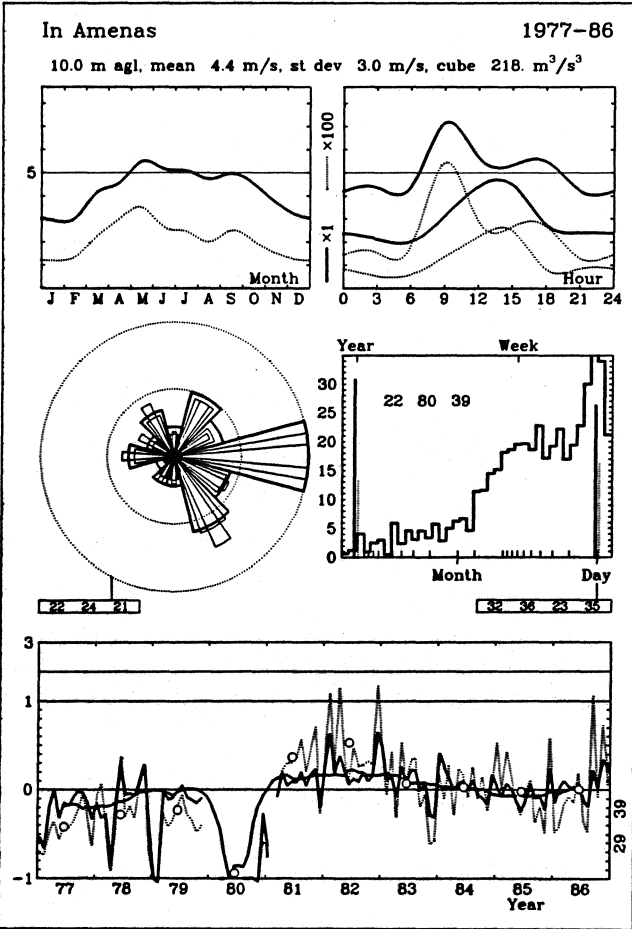 In Amenas 1977-86
10.0 m agl, mean 4.4 m/s, st dev 3.0 m/s, cube 218. m³/s³
5
×1 ×100
Month
J F M A M J J A S O N D
Hour
0 3 6 9 12 15 18 21 24
Year Week
30
25
20
15
10
5
0
22 80 39
Month Day
22 24 21
32 36 23 35
3
1
0
-1
77 78 79 80 81 82 83 84 85 86
Year
29 39